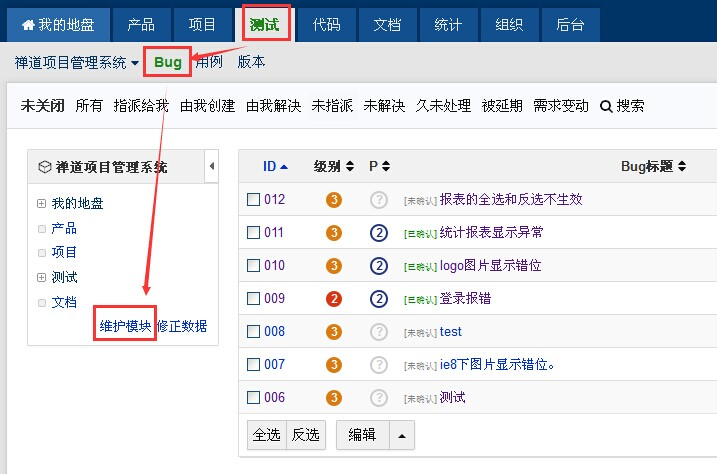 我的地盘 产品 项目 测试 代码 文档 统计 组织 后台
禅道项目管理系统 Bug 用例 版本
未关闭 所有 指派给我 由我创建 由我解决 未指派 未解决 久未处理 被延期 需求变动 搜索
禅道项目管理系统
我的地盘
产品
项目
测试
文档
维护模块 修正数据
ID 级别 P Bug标题
012 3 ? [未确认] 报表的全选和反选不生效
011 3 2 [已确认] 统计报表显示异常
010 3 2 [已确认] logo图片显示错位
009 2 2 [已确认] 登录报错
008 3 ? [未确认] test
007 3 ? [未确认] ie8下图片显示错位。
006 3 ? [未确认] 测试
全选 反选 编辑